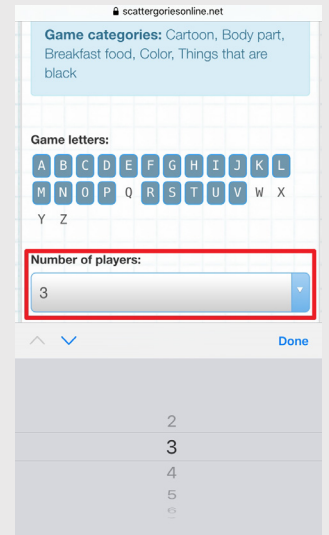 scattergoriesonline.net
Game categories: Cartoon, Body part,
Breakfast food, Color, Things that are
black
Game letters:
A B C D E F G H I J K L
M N O P Q R S T U V W X
Y Z
Number of players:
3
Done
2
3
4
5
6